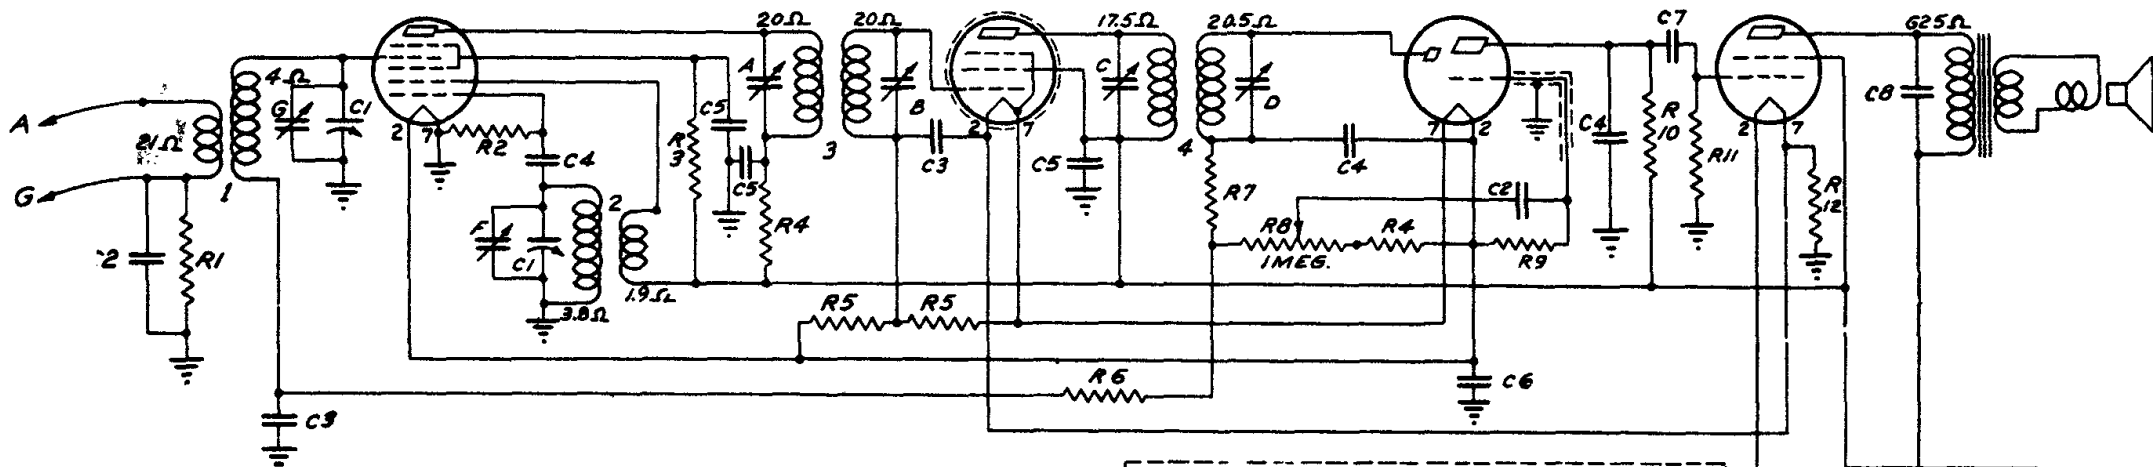 20Ω 20Ω 17.5Ω 20.5Ω C7 625Ω
A 21Ω 4Ω G C1 A B C D
2 7 R2 C5 R3 C5 2 7 C5 7 2 C4 R10 R11 2 7 C8
G 1 C4 3 C3 4 C4 R12
2 R1 F C1 2 R4 R7 C2
R8 R4 R9
1 MEG.
3.8Ω 1.9Ω R5 R5
R6 C6
C3